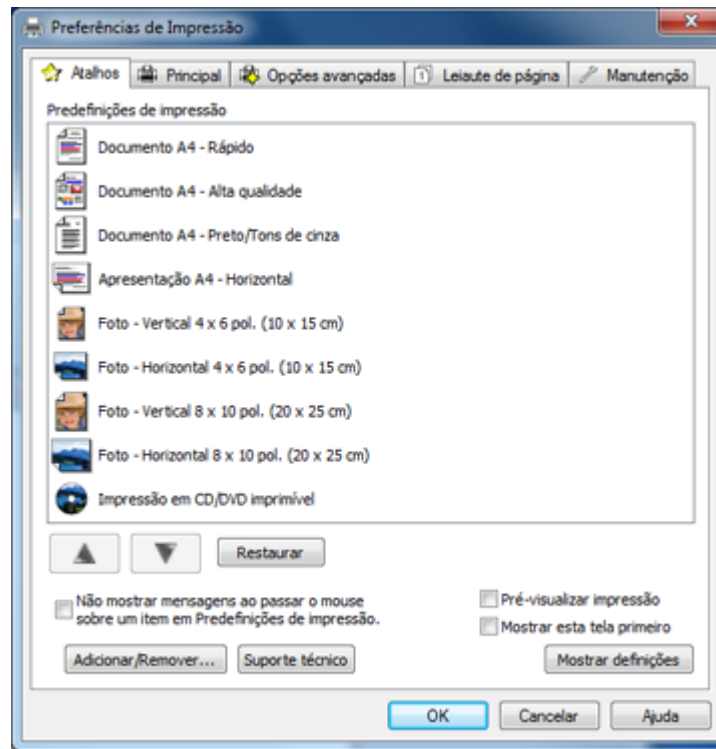 Preferências de Impressão
Atalhos
Principal
Opções avançadas
1 Leiaute de página
Manutenção
Predefinições de impressão
Documento A4 - Rápido
Documento A4 - Alta qualidade
Documento A4 - Preto/Tons de cinza
Apresentação A4 - Horizontal
Foto - Vertical 4 x 6 pol. (10 x 15 cm)
Foto - Horizontal 4 x 6 pol. (10 x 15 cm)
Foto - Vertical 8 x 10 pol. (20 x 25 cm)
Foto - Horizontal 8 x 10 pol. (20 x 25 cm)
Impressão em CD/DVD imprimível
Restaurar
Não mostrar mensagens ao passar o mouse
sobre um item em Predefinições de impressão.
Pré-visualizar impressão
Mostrar esta tela primeiro
Adicionar/Remover...
Suporte técnico
Mostrar definições
OK
Cancelar
Ajuda